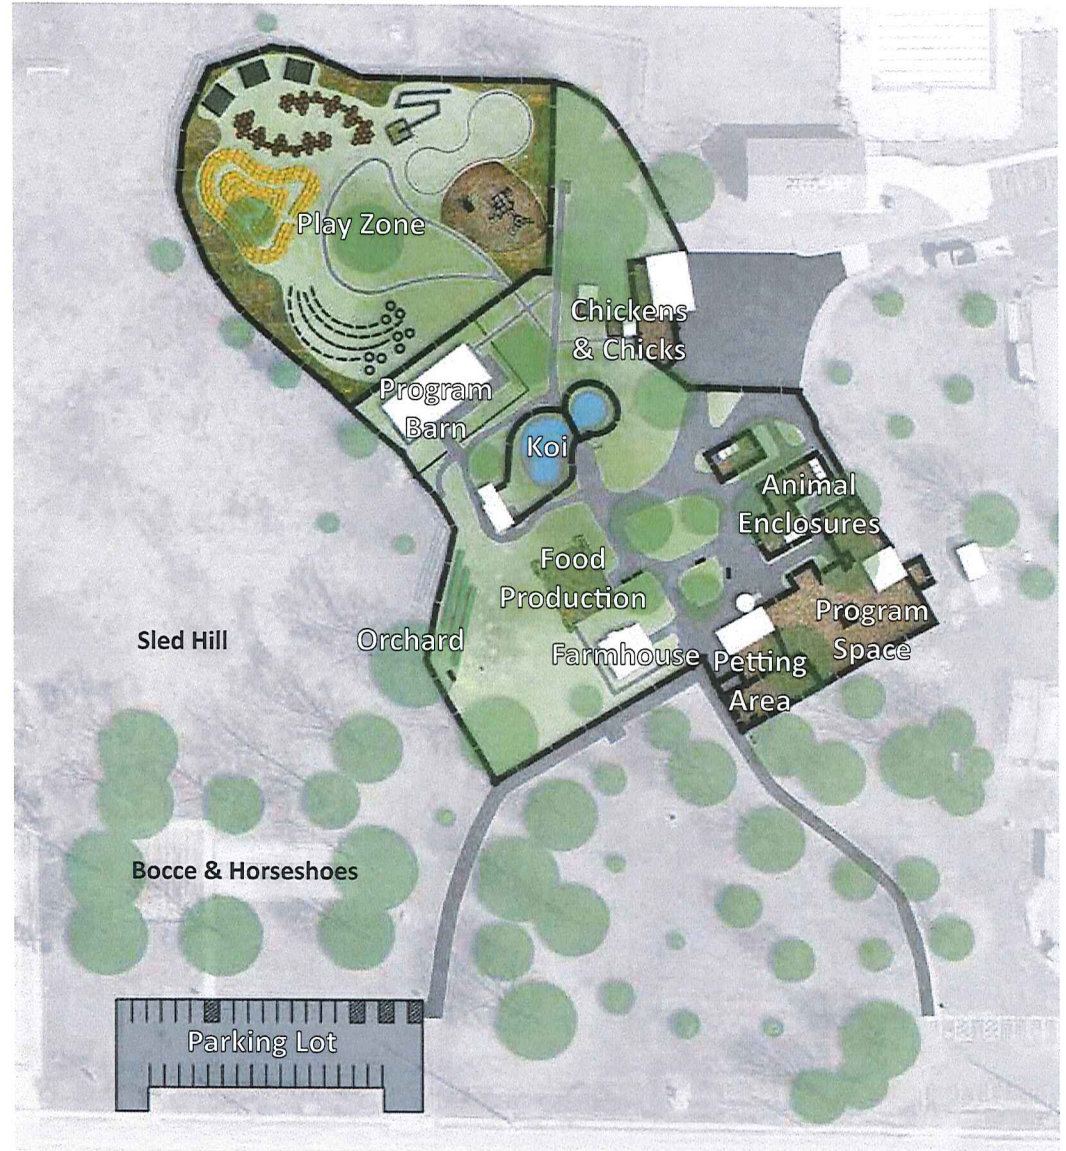 Play Zone
Chickens
& Chicks
Program
Barn
Koi
Animal
Enclosures
Food
Production
Program
Space
Sled Hill
Orchard
Farmhouse
Petting
Area
Bocce & Horseshoes
Parking Lot